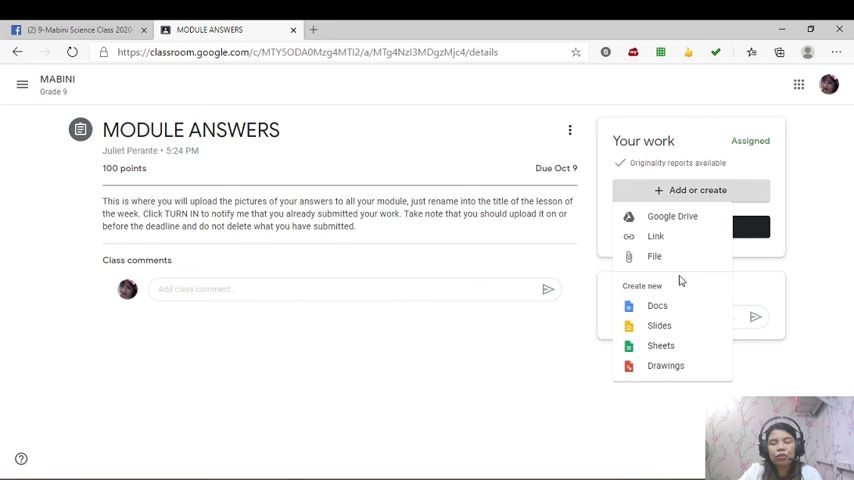 (2) 9-Mabini Science Class 2020-
MODULE ANSWERS
https://classroom.google.com/c/MTY5ODA0Mzg4MTI2/a/MTg4NzI3MDgzMjc4/details
MABINI
Grade 9
MODULE ANSWERS
Juliet Perante • 5:24 PM
100 points
Due Oct 9
This is where you will upload the pictures of your answers to all your module, just rename into the title of the lesson of
the week. Click TURN IN to notify me that you already submitted your work. Take note that you should upload it on or
before the deadline and do not delete what you have submitted.
Class comments
Add class comment...
Your work
Assigned
Originality reports available
+ Add or create
Google Drive
Link
File
Create new
Docs
Slides
Sheets
Drawings